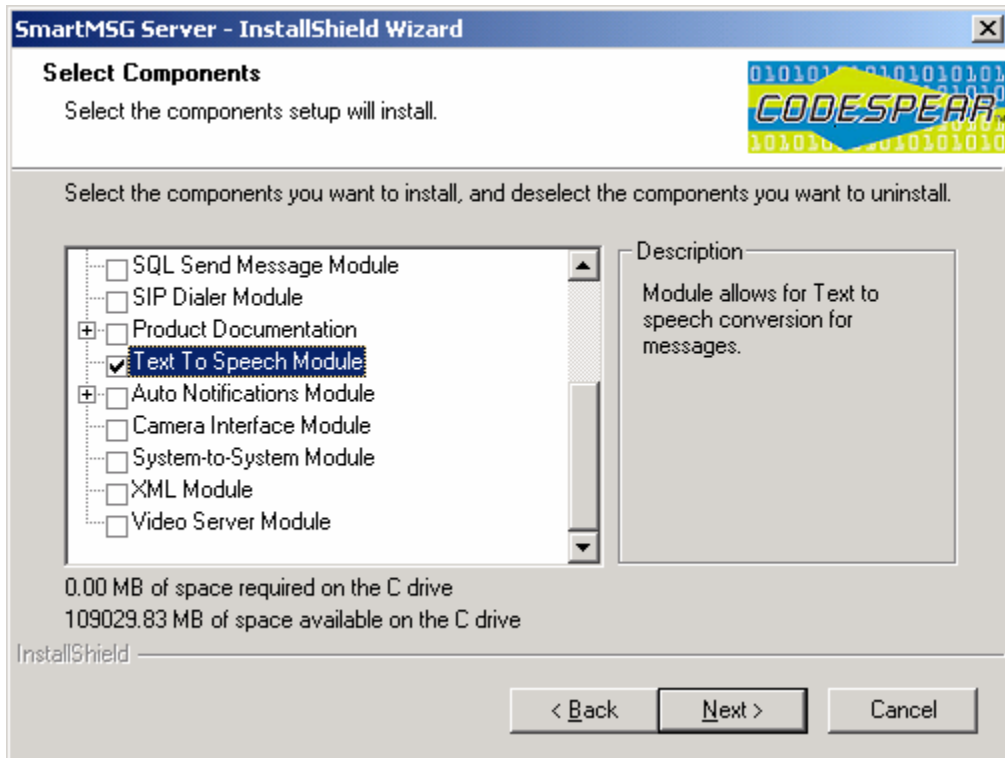 SmartMSG Server - InstallShield Wizard
Select Components
Select the components setup will install.
CODESPEAR™
Select the components you want to install, and deselect the components you want to uninstall.
SQL Send Message Module
SIP Dialer Module
Product Documentation
Text To Speech Module
Auto Notifications Module
Camera Interface Module
System-to-System Module
XML Module
Video Server Module
Description
Module allows for Text to
speech conversion for
messages.
0.00 MB of space required on the C drive
109029.83 MB of space available on the C drive
InstallShield
< Back
Next >
Cancel